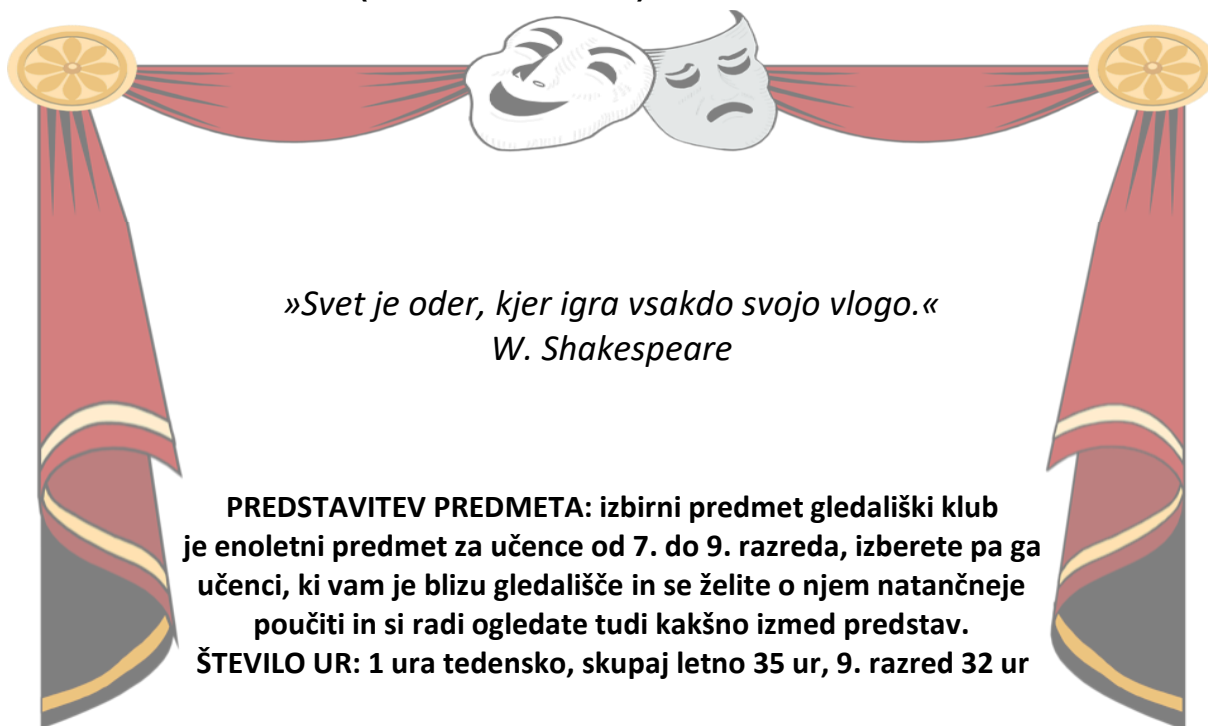 »Svet je oder, kjer igra vsakdo svojo vlogo.«
W. Shakespeare
PREDSTAVITEV PREDMETA: izbirni predmet gledališki klub
je enoletni predmet za učence od 7. do 9. razreda, izberete pa ga
učenci, ki vam je blizu gledališče in se želite o njem natančneje
poučiti in si radi ogledate tudi kakšno izmed predstav.
ŠTEVILO UR: 1 ura tedensko, skupaj letno 35 ur, 9. razred 32 ur